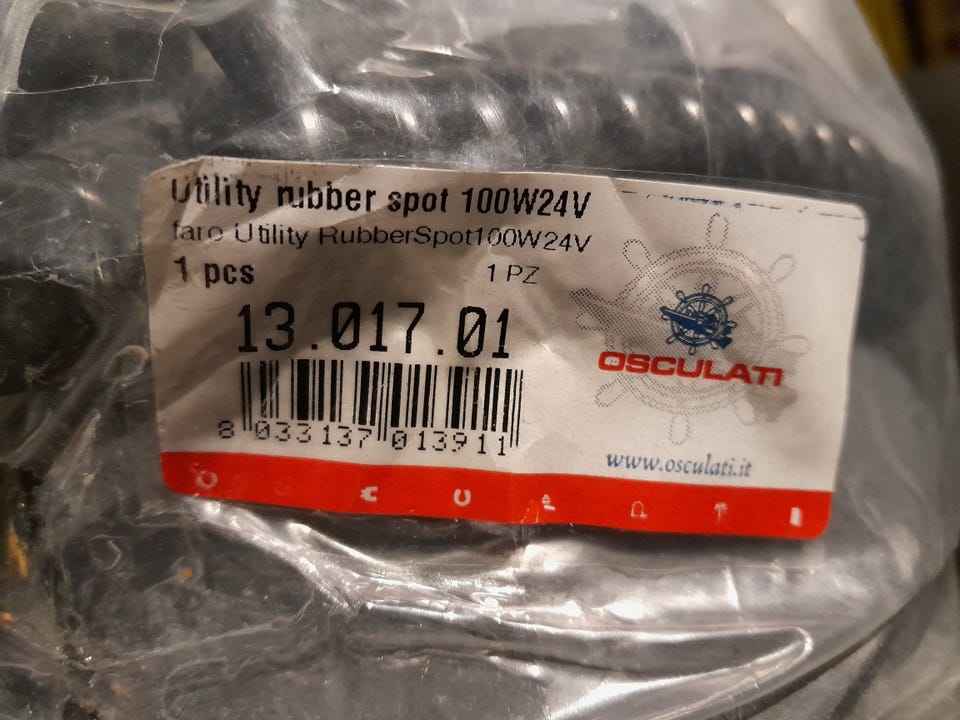 Utility rubber spot 100W24V
faro Utility RubberSpot100W24V
1 pcs 1 PZ
13.017.01
8 033137 013911
OSCULATI
www.osculati.it